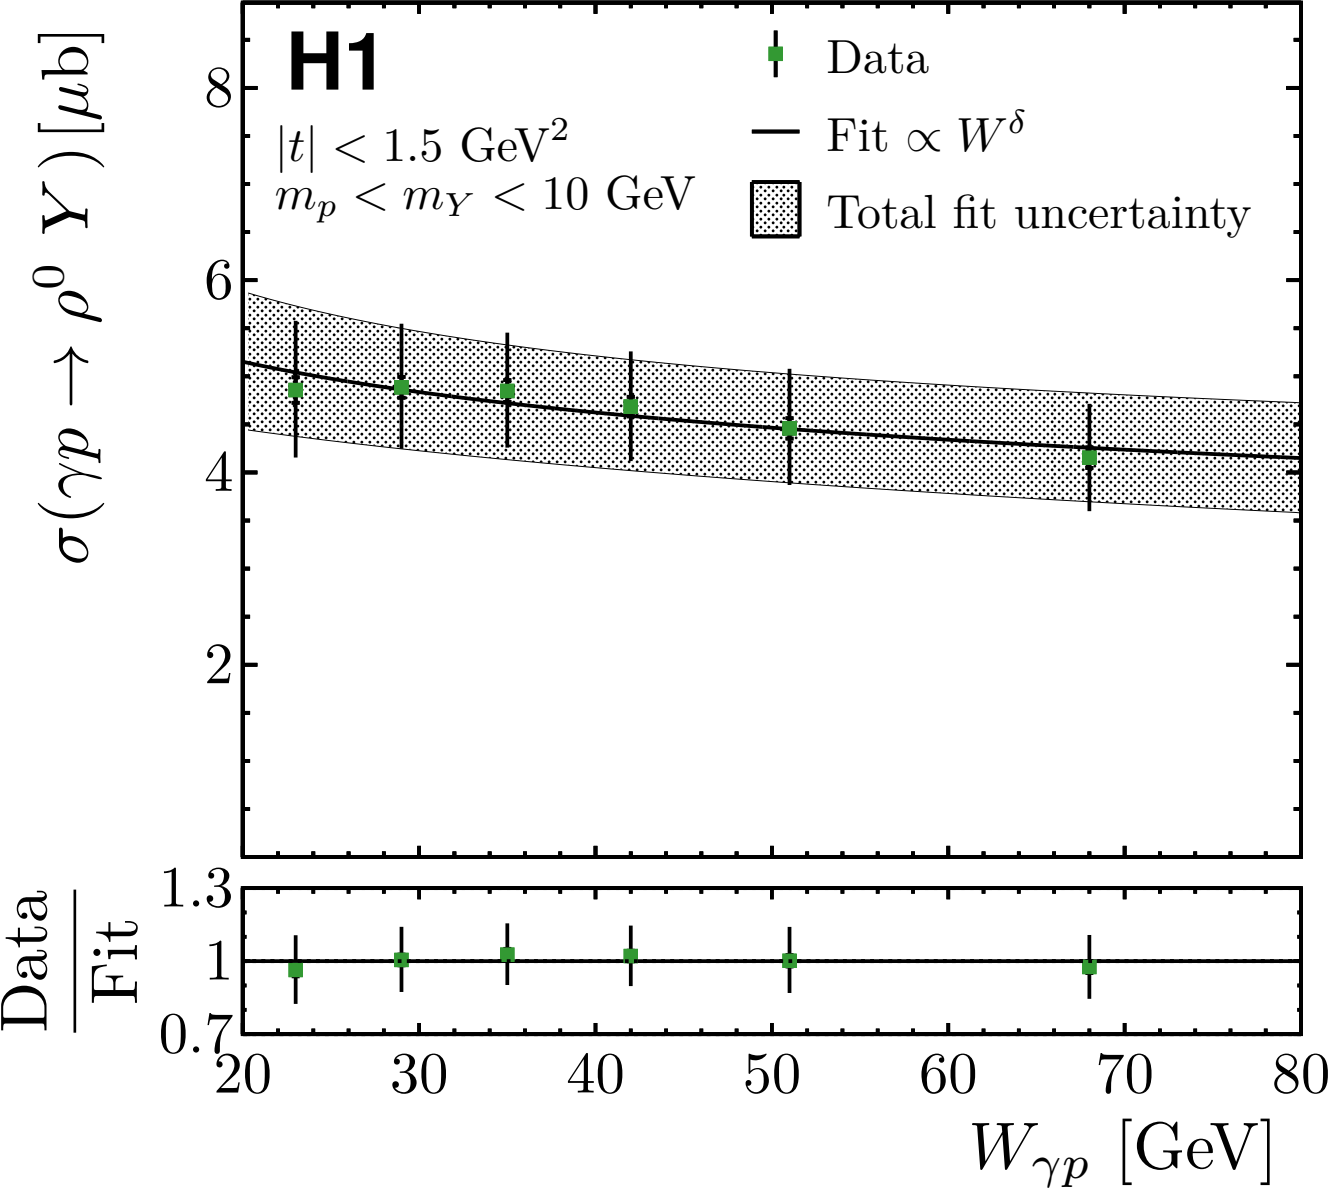 H1
|t| < 1.5 GeV²
m_p < m_Y < 10 GeV
Data
Fit ∝ W^δ
Total fit uncertainty
σ(γp → ρ⁰ Y) [μb]
8
6
4
2
Data
Fit
1.3
1
0.7
20 30 40 50 60 70 80
W_γp [GeV]